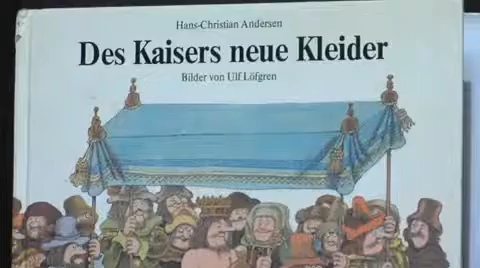 Hans-Christian Andersen
Des Kaisers neue Kleider
Bilder von Ulf Löfgren